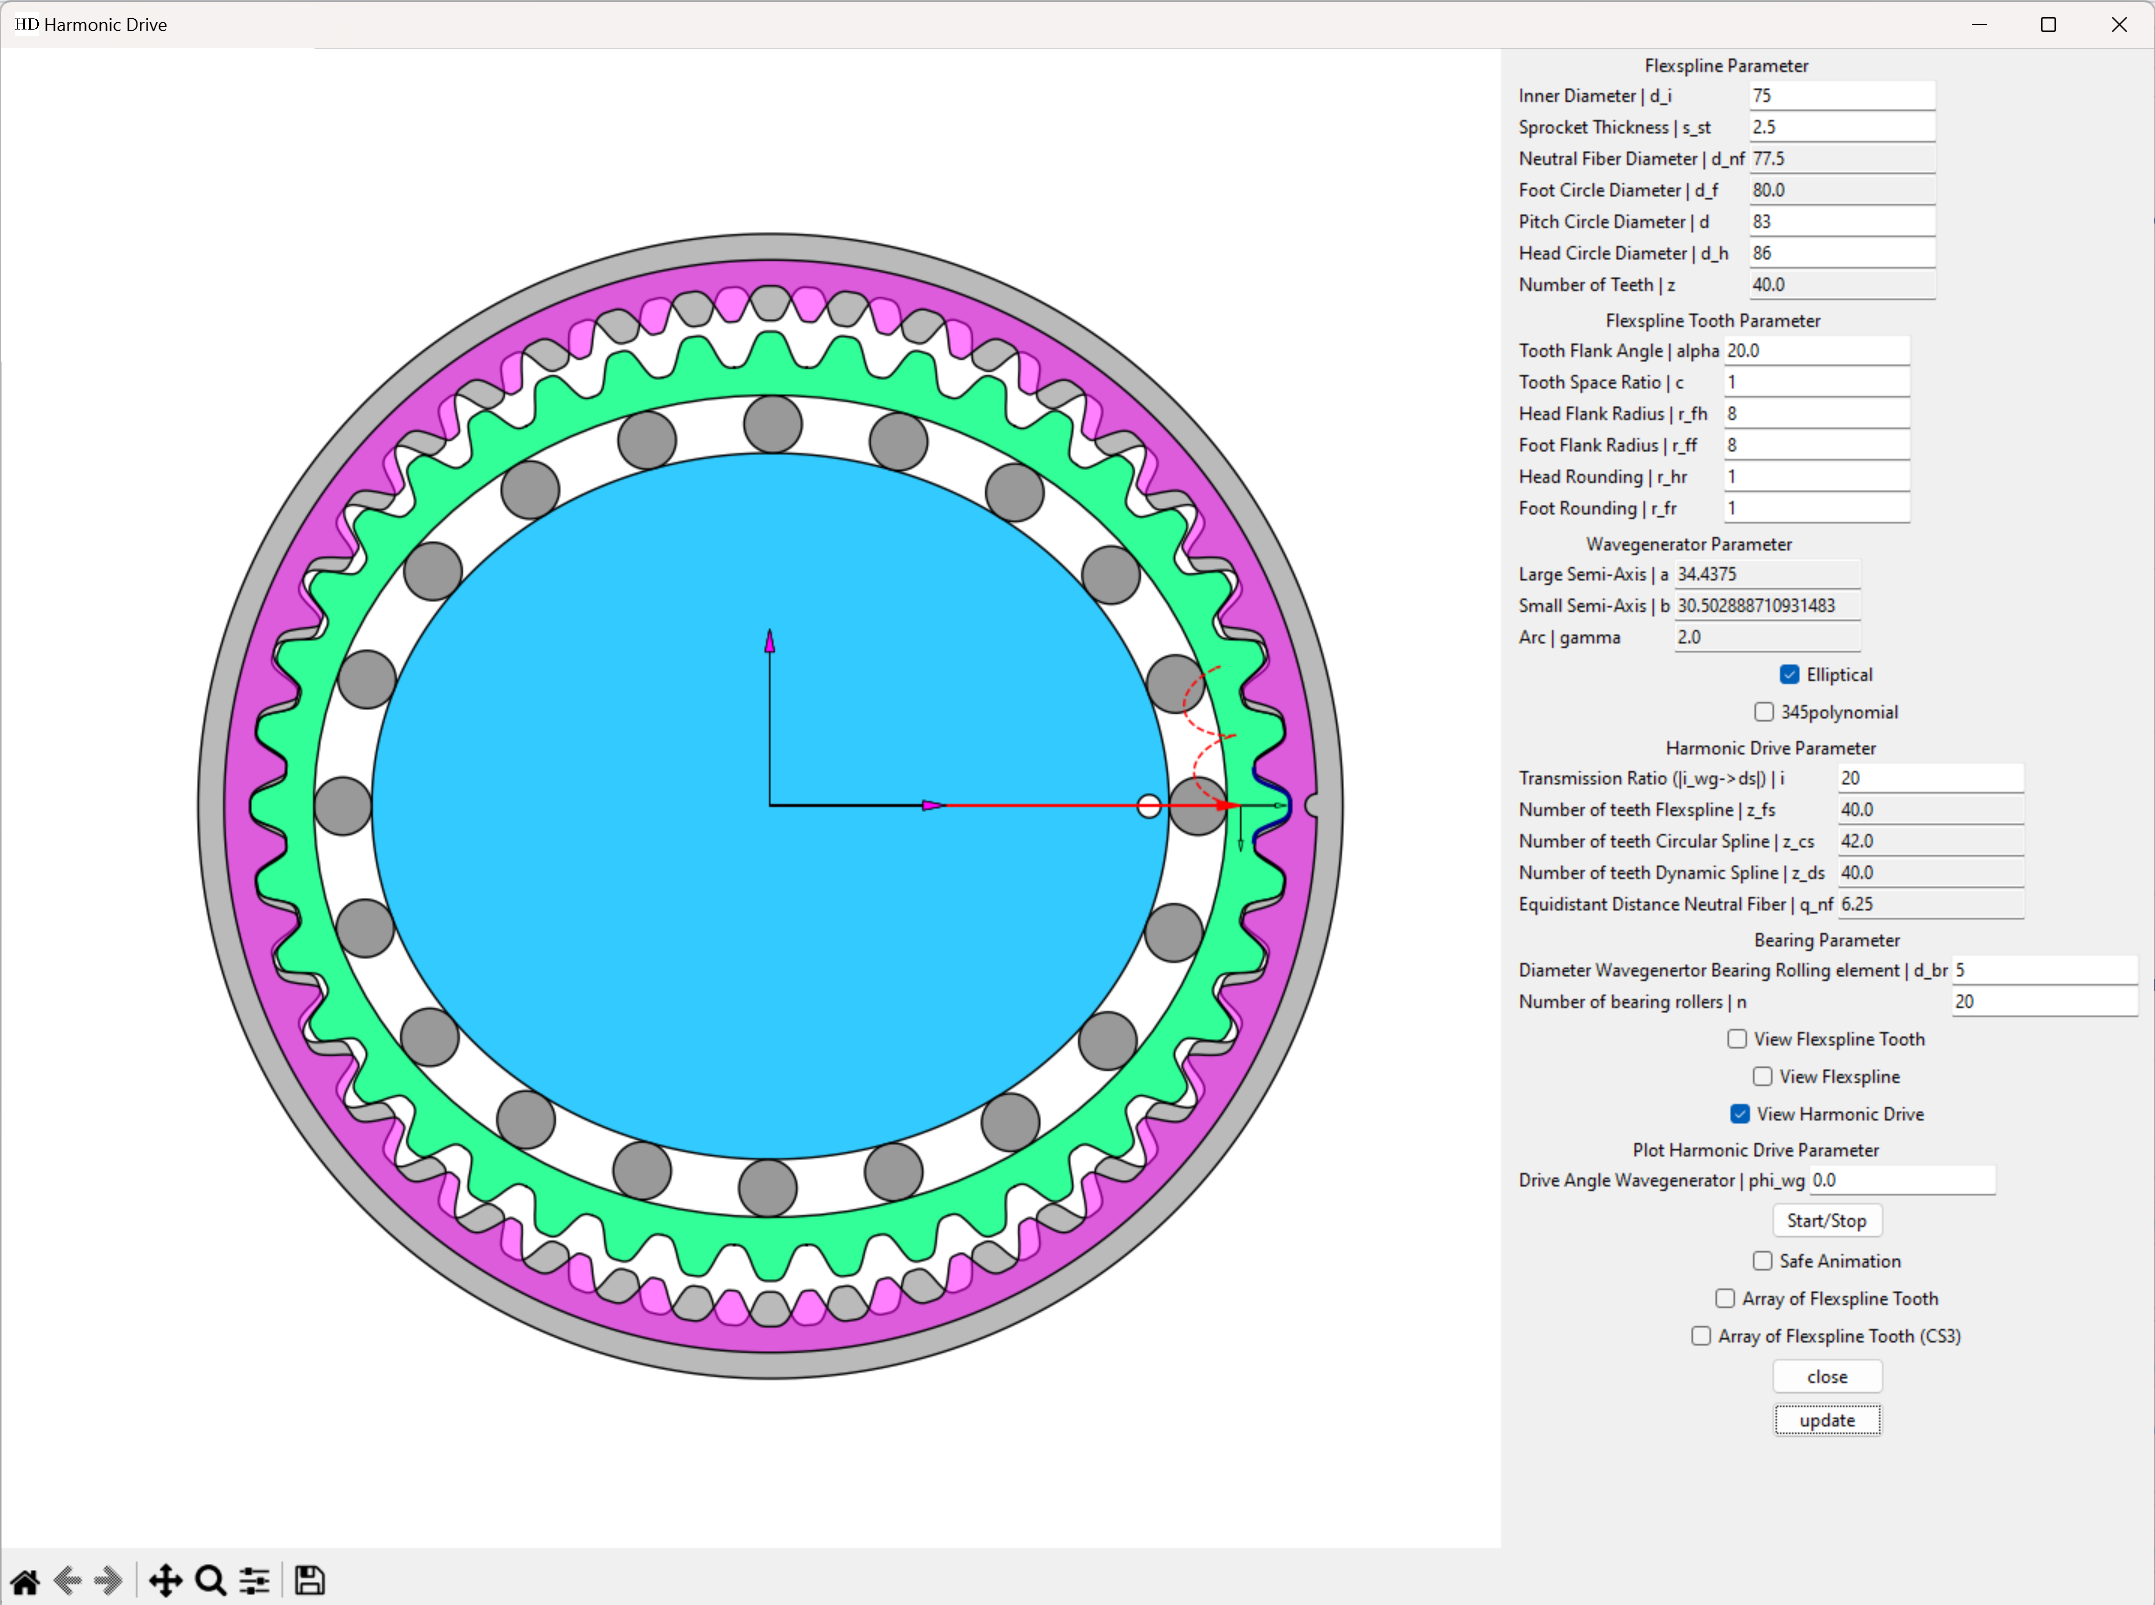 HD Harmonic Drive
Flexspline Parameter
Inner Diameter | d_i 75
Sprocket Thickness | s_st 2.5
Neutral Fiber Diameter | d_nf 77.5
Foot Circle Diameter | d_f 80.0
Pitch Circle Diameter | d 83
Head Circle Diameter | d_h 86
Number of Teeth | z 40.0
Flexspline Tooth Parameter
Tooth Flank Angle | alpha 20.0
Tooth Space Ratio | c 1
Head Flank Radius | r_fh 8
Foot Flank Radius | r_ff 8
Head Rounding | r_hr 1
Foot Rounding | r_fr 1
Wavegenerator Parameter
Large Semi-Axis | a 34.4375
Small Semi-Axis | b 30.502888710931483
Arc | gamma 2.0
Elliptical
345polynomial
Harmonic Drive Parameter
Transmission Ratio (|i_wg->ds|) | i 20
Number of teeth Flexspline | z_fs 40.0
Number of teeth Circular Spline | z_cs 42.0
Number of teeth Dynamic Spline | z_ds 40.0
Equidistant Distance Neutral Fiber | q_nf 6.25
Bearing Parameter
Diameter Wavegenertor Bearing Rolling element | d_br 5
Number of bearing rollers | n 20
View Flexspline Tooth
View Flexspline
View Harmonic Drive
Plot Harmonic Drive Parameter
Drive Angle Wavegenerator | phi_wg 0.0
Start/Stop
Safe Animation
Array of Flexspline Tooth
Array of Flexspline Tooth (CS3)
close
update